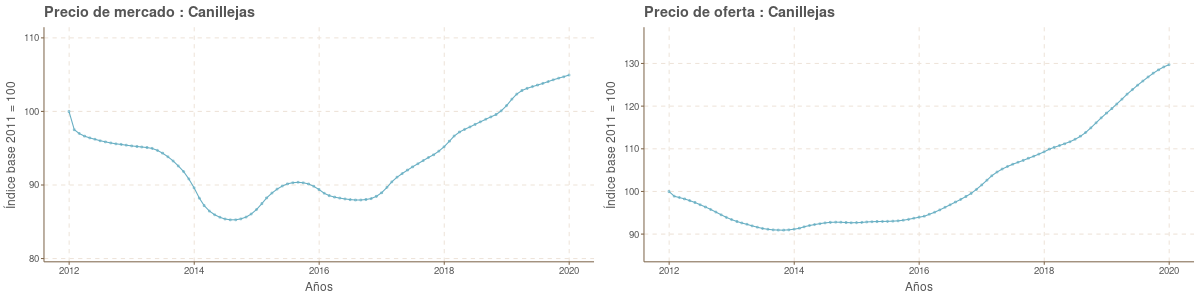 Precio de mercado : Canillejas
110
100
90
80
Índice base 2011 = 100
2012 2014 2016 2018 2020
Años
Precio de oferta : Canillejas
130
120
110
100
90
Índice base 2011 = 100
2012 2014 2016 2018 2020
Años